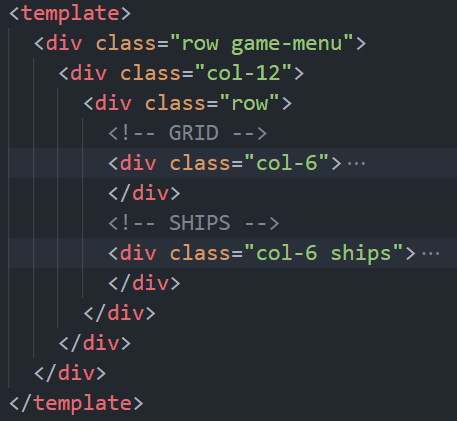 <template>
<div class="row game-menu">
<div class="col-12">
<div class="row">
<!-- GRID -->
<div class="col-6">···
</div>
<!-- SHIPS -->
<div class="col-6 ships">···
</div>
</div>
</div>
</div>
</template>